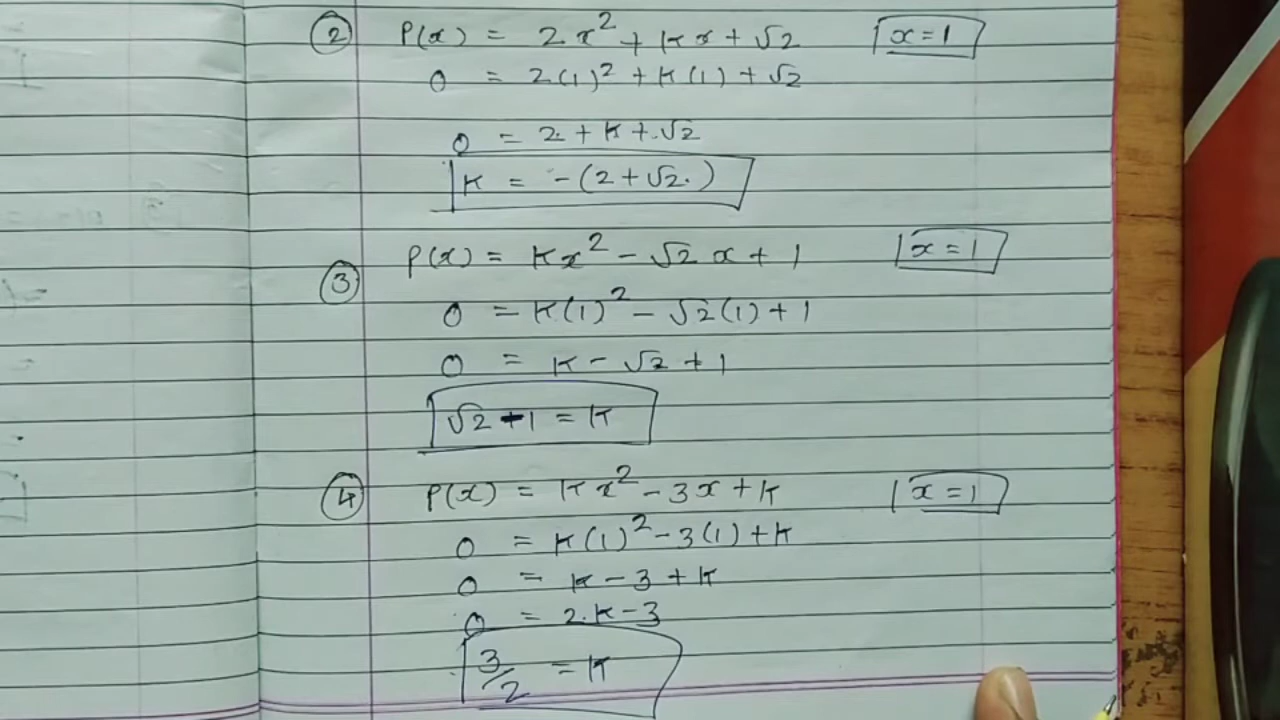 ② P(x) = 2x² + Kx + √2 x = 1
0 = 2(1)² + K(1) + √2
0 = 2 + K + √2
K = -(2 + √2)
③ P(x) = Kx² - √2 x + 1 x = 1
0 = K(1)² - √2(1) + 1
0 = K - √2 + 1
√2 - 1 = K
④ P(x) = Kx² - 3x + K x = 1
0 = K(1)² - 3(1) + K
0 = K - 3 + K
0 = 2K - 3
3/2 = K